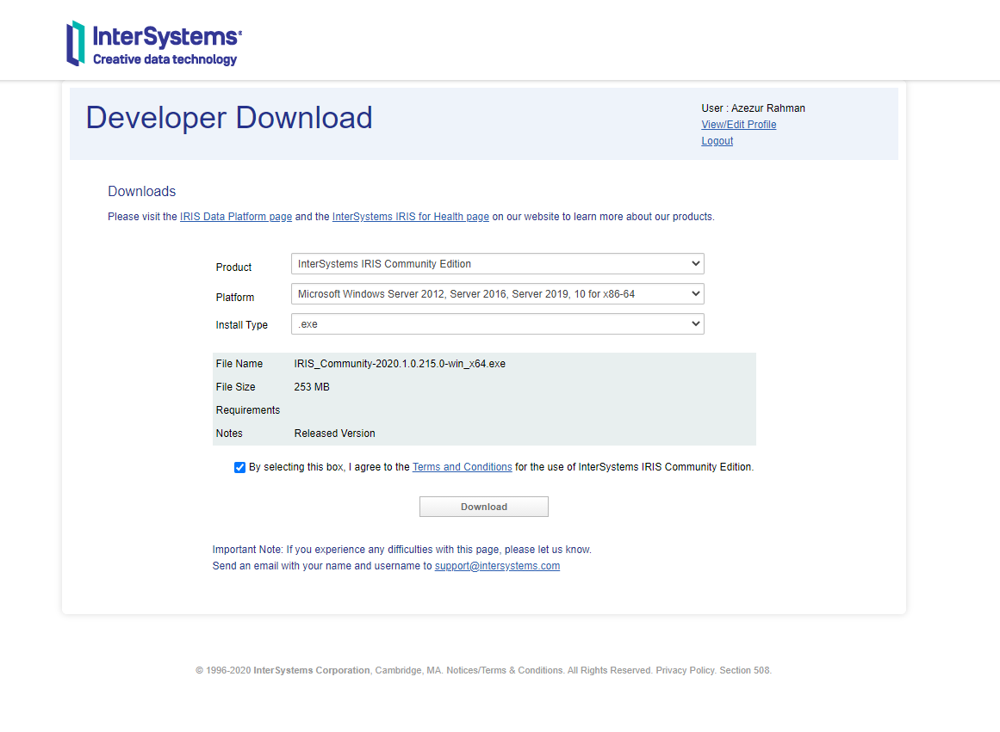 InterSystems®
Creative data technology
Developer Download
User : Azezur Rahman
View/Edit Profile
Logout
Downloads
Please visit the IRIS Data Platform page and the InterSystems IRIS for Health page on our website to learn more about our products.
Product InterSystems IRIS Community Edition
Platform Microsoft Windows Server 2012, Server 2016, Server 2019, 10 for x86-64
Install Type .exe
File Name IRIS_Community-2020.1.0.215.0-win_x64.exe
File Size 253 MB
Requirements
Notes Released Version
By selecting this box, I agree to the Terms and Conditions for the use of InterSystems IRIS Community Edition.
Download
Important Note: If you experience any difficulties with this page, please let us know.
Send an email with your name and username to support@intersystems.com
© 1996-2020 InterSystems Corporation, Cambridge, MA. Notices/Terms & Conditions. All Rights Reserved. Privacy Policy. Section 508.